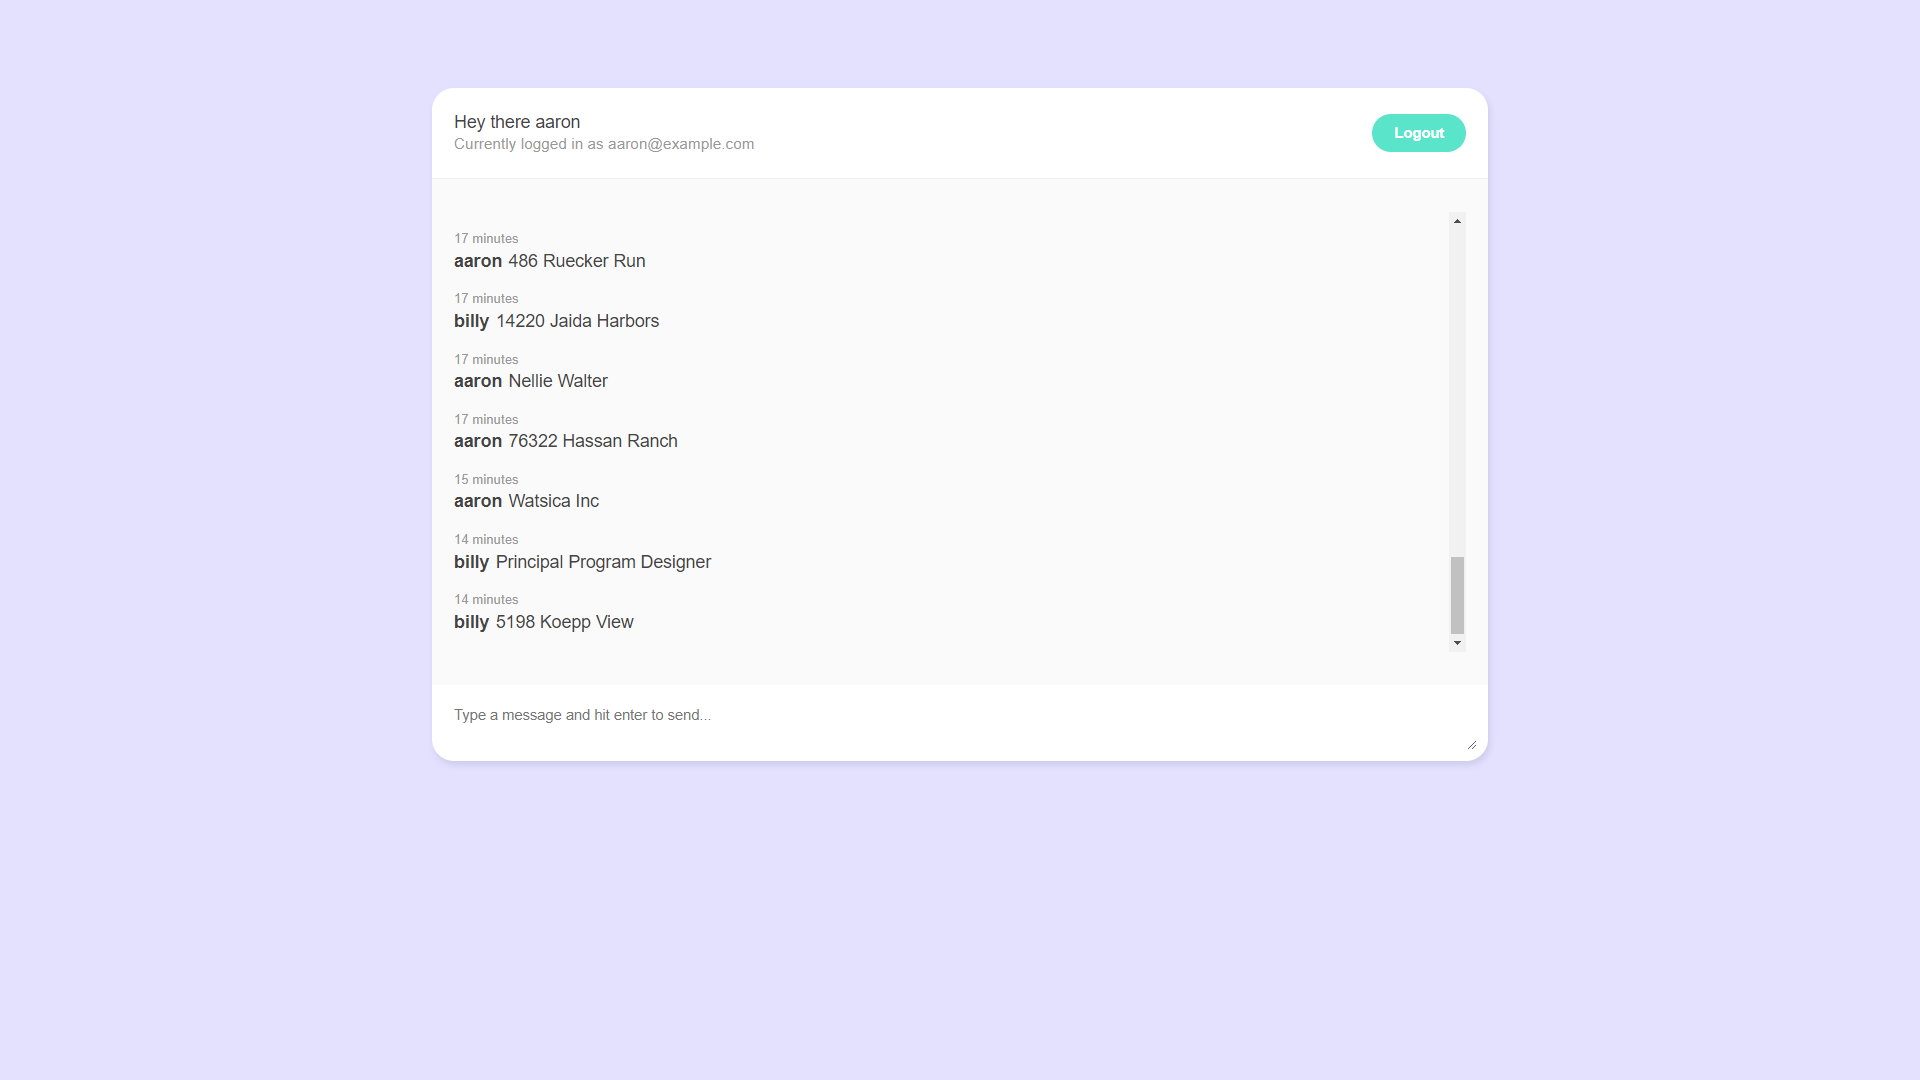 Hey there aaron
Currently logged in as aaron@example.com
Logout
17 minutes
aaron 486 Ruecker Run
17 minutes
billy 14220 Jaida Harbors
17 minutes
aaron Nellie Walter
17 minutes
aaron 76322 Hassan Ranch
15 minutes
aaron Watsica Inc
14 minutes
billy Principal Program Designer
14 minutes
billy 5198 Koepp View
Type a message and hit enter to send...